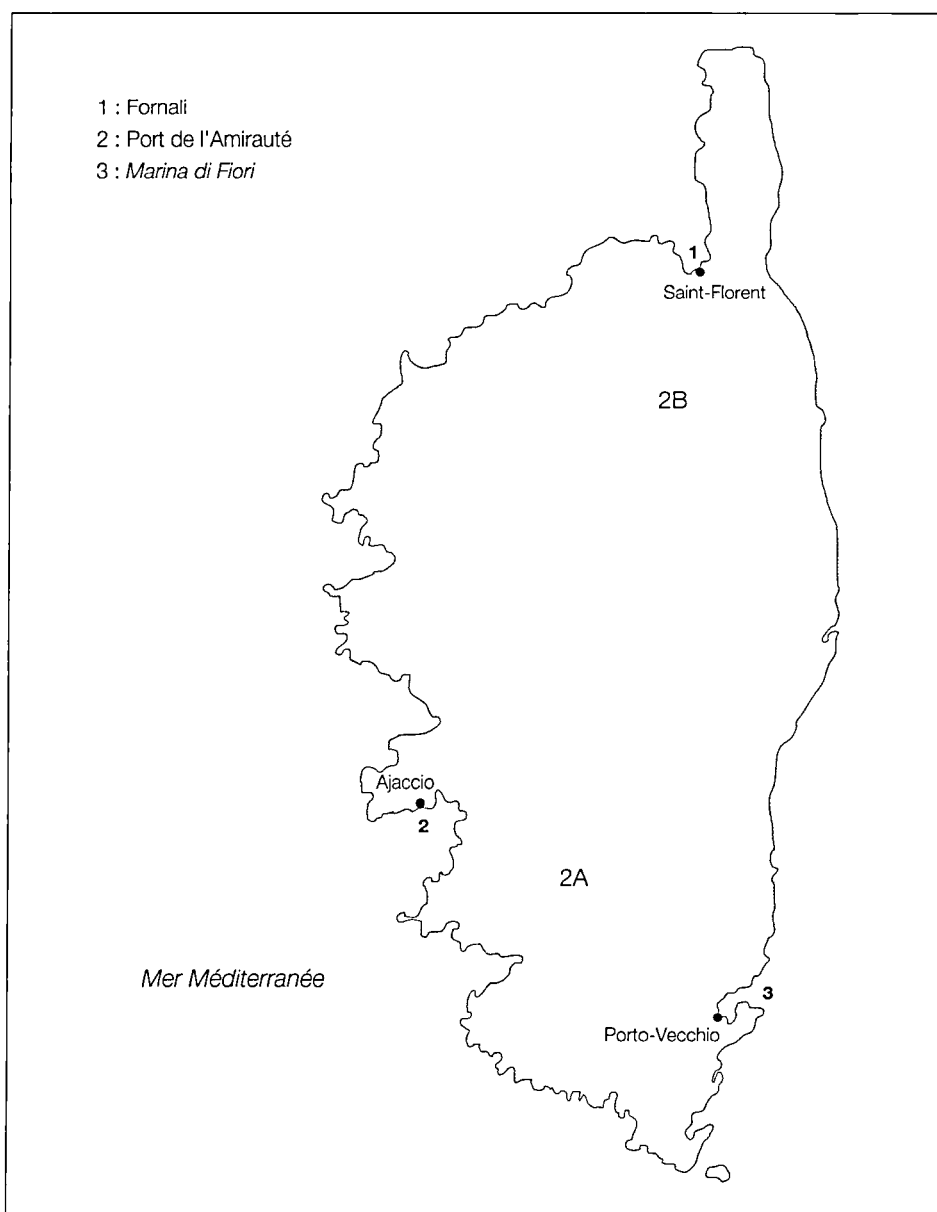 1 : Fornali
2 : Port de l'Amirauté
3 : Marina di Fiori
1
Saint-Florent
2B
Ajaccio
2
2A
Mer Méditerranée
3
Porto-Vecchio